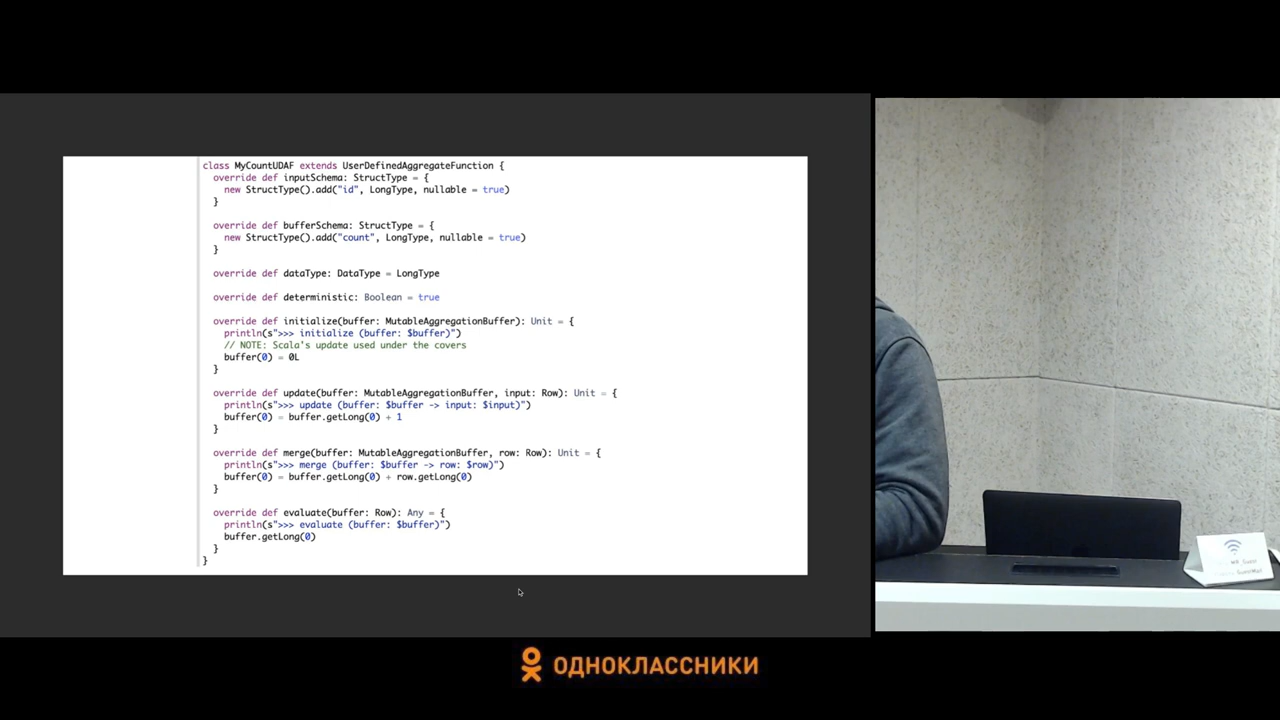 class MyCountUDAF extends UserDefinedAggregateFunction {
override def inputSchema: StructType = {
new StructType().add("id", LongType, nullable = true)
}
override def bufferSchema: StructType = {
new StructType().add("count", LongType, nullable = true)
}
override def dataType: DataType = LongType
override def deterministic: Boolean = true
override def initialize(buffer: MutableAggregationBuffer): Unit = {
println(s">>> initialize (buffer: $buffer)")
// NOTE: Scala's update used under the covers
buffer(0) = 0L
}
override def update(buffer: MutableAggregationBuffer, input: Row): Unit = {
println(s">>> update (buffer: $buffer -> input: $input)")
buffer(0) = buffer.getLong(0) + 1
}
override def merge(buffer: MutableAggregationBuffer, row: Row): Unit = {
println(s">>> merge (buffer: $buffer -> row: $row)")
buffer(0) = buffer.getLong(0) + row.getLong(0)
}
override def evaluate(buffer: Row): Any = {
println(s">>> evaluate (buffer: $buffer)")
buffer.getLong(0)
}
}
ОДНОКЛАССНИКИ